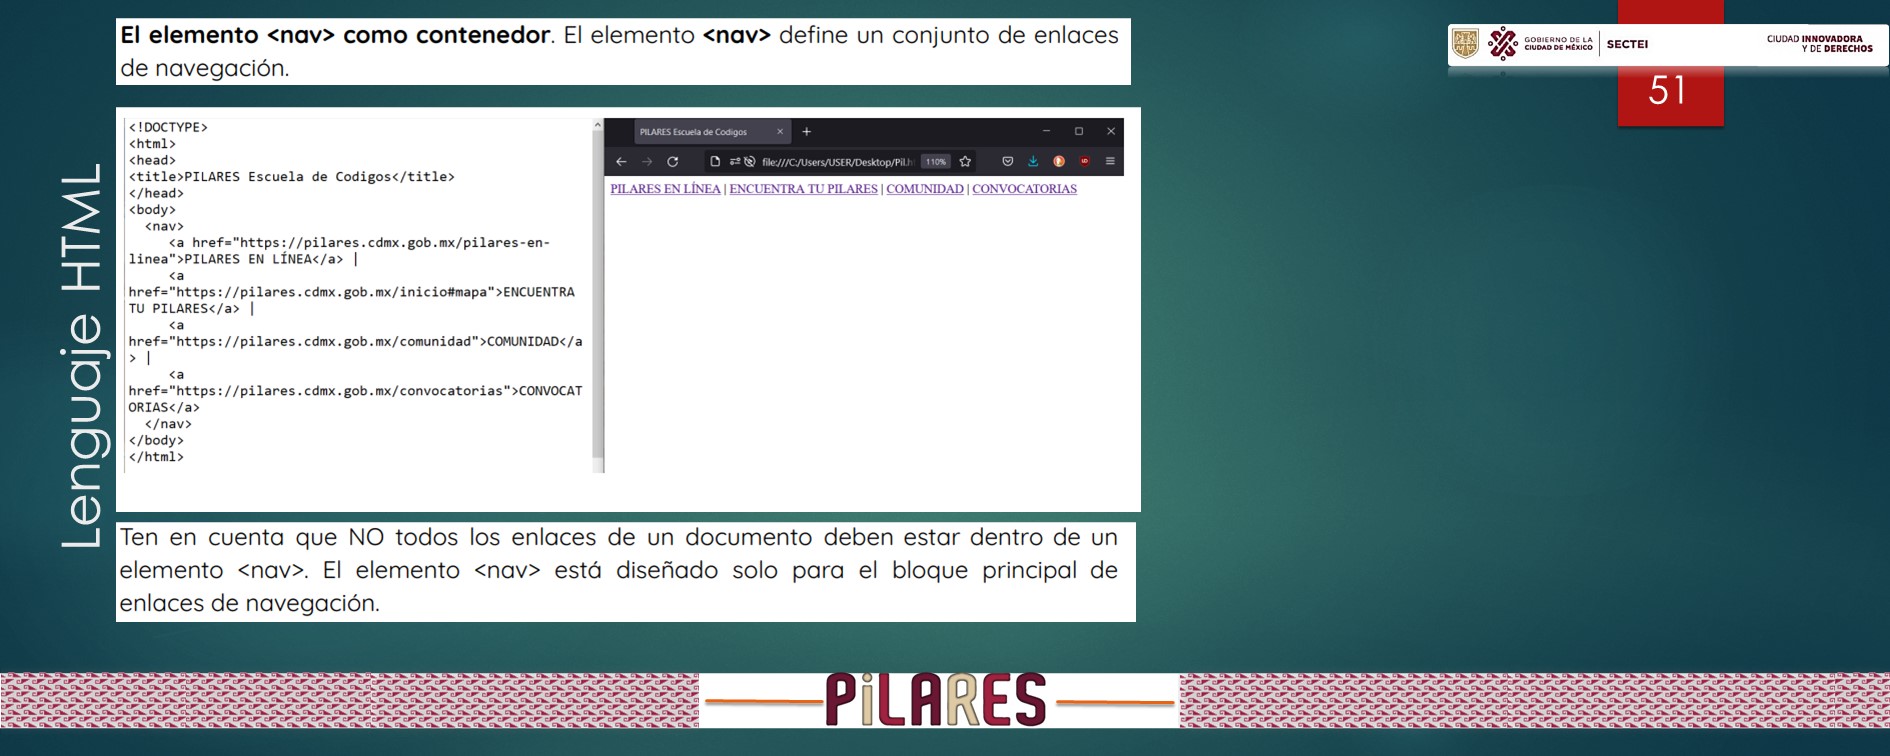 El elemento <nav> como contenedor. El elemento <nav> define un conjunto de enlaces
de navegación.
GOBIERNO DE LA
CIUDAD DE MÉXICO
SECTEI
CIUDAD INNOVADORA
Y DE DERECHOS
51
Lenguaje HTML
<!DOCTYPE>
<html>
<head>
<title>PILARES Escuela de Codigos</title>
</head>
<body>
<nav>
<a href="https://pilares.cdmx.gob.mx/pilares-en-
linea">PILARES EN LÍNEA</a> |
<a
href="https://pilares.cdmx.gob.mx/inicio#mapa">ENCUENTRA
TU PILARES</a> |
<a
href="https://pilares.cdmx.gob.mx/comunidad">COMUNIDAD</a
> |
<a
href="https://pilares.cdmx.gob.mx/convocatorias">CONVOCAT
ORIAS</a>
</nav>
</body>
</html>
PILARES Escuela de Codigos
file:///C:/Users/USER/Desktop/Pil.h
110%
PILARES EN LÍNEA | ENCUENTRA TU PILARES | COMUNIDAD | CONVOCATORIAS
Ten en cuenta que NO todos los enlaces de un documento deben estar dentro de un
elemento <nav>. El elemento <nav> está diseñado solo para el bloque principal de
enlaces de navegación.
PiLARES